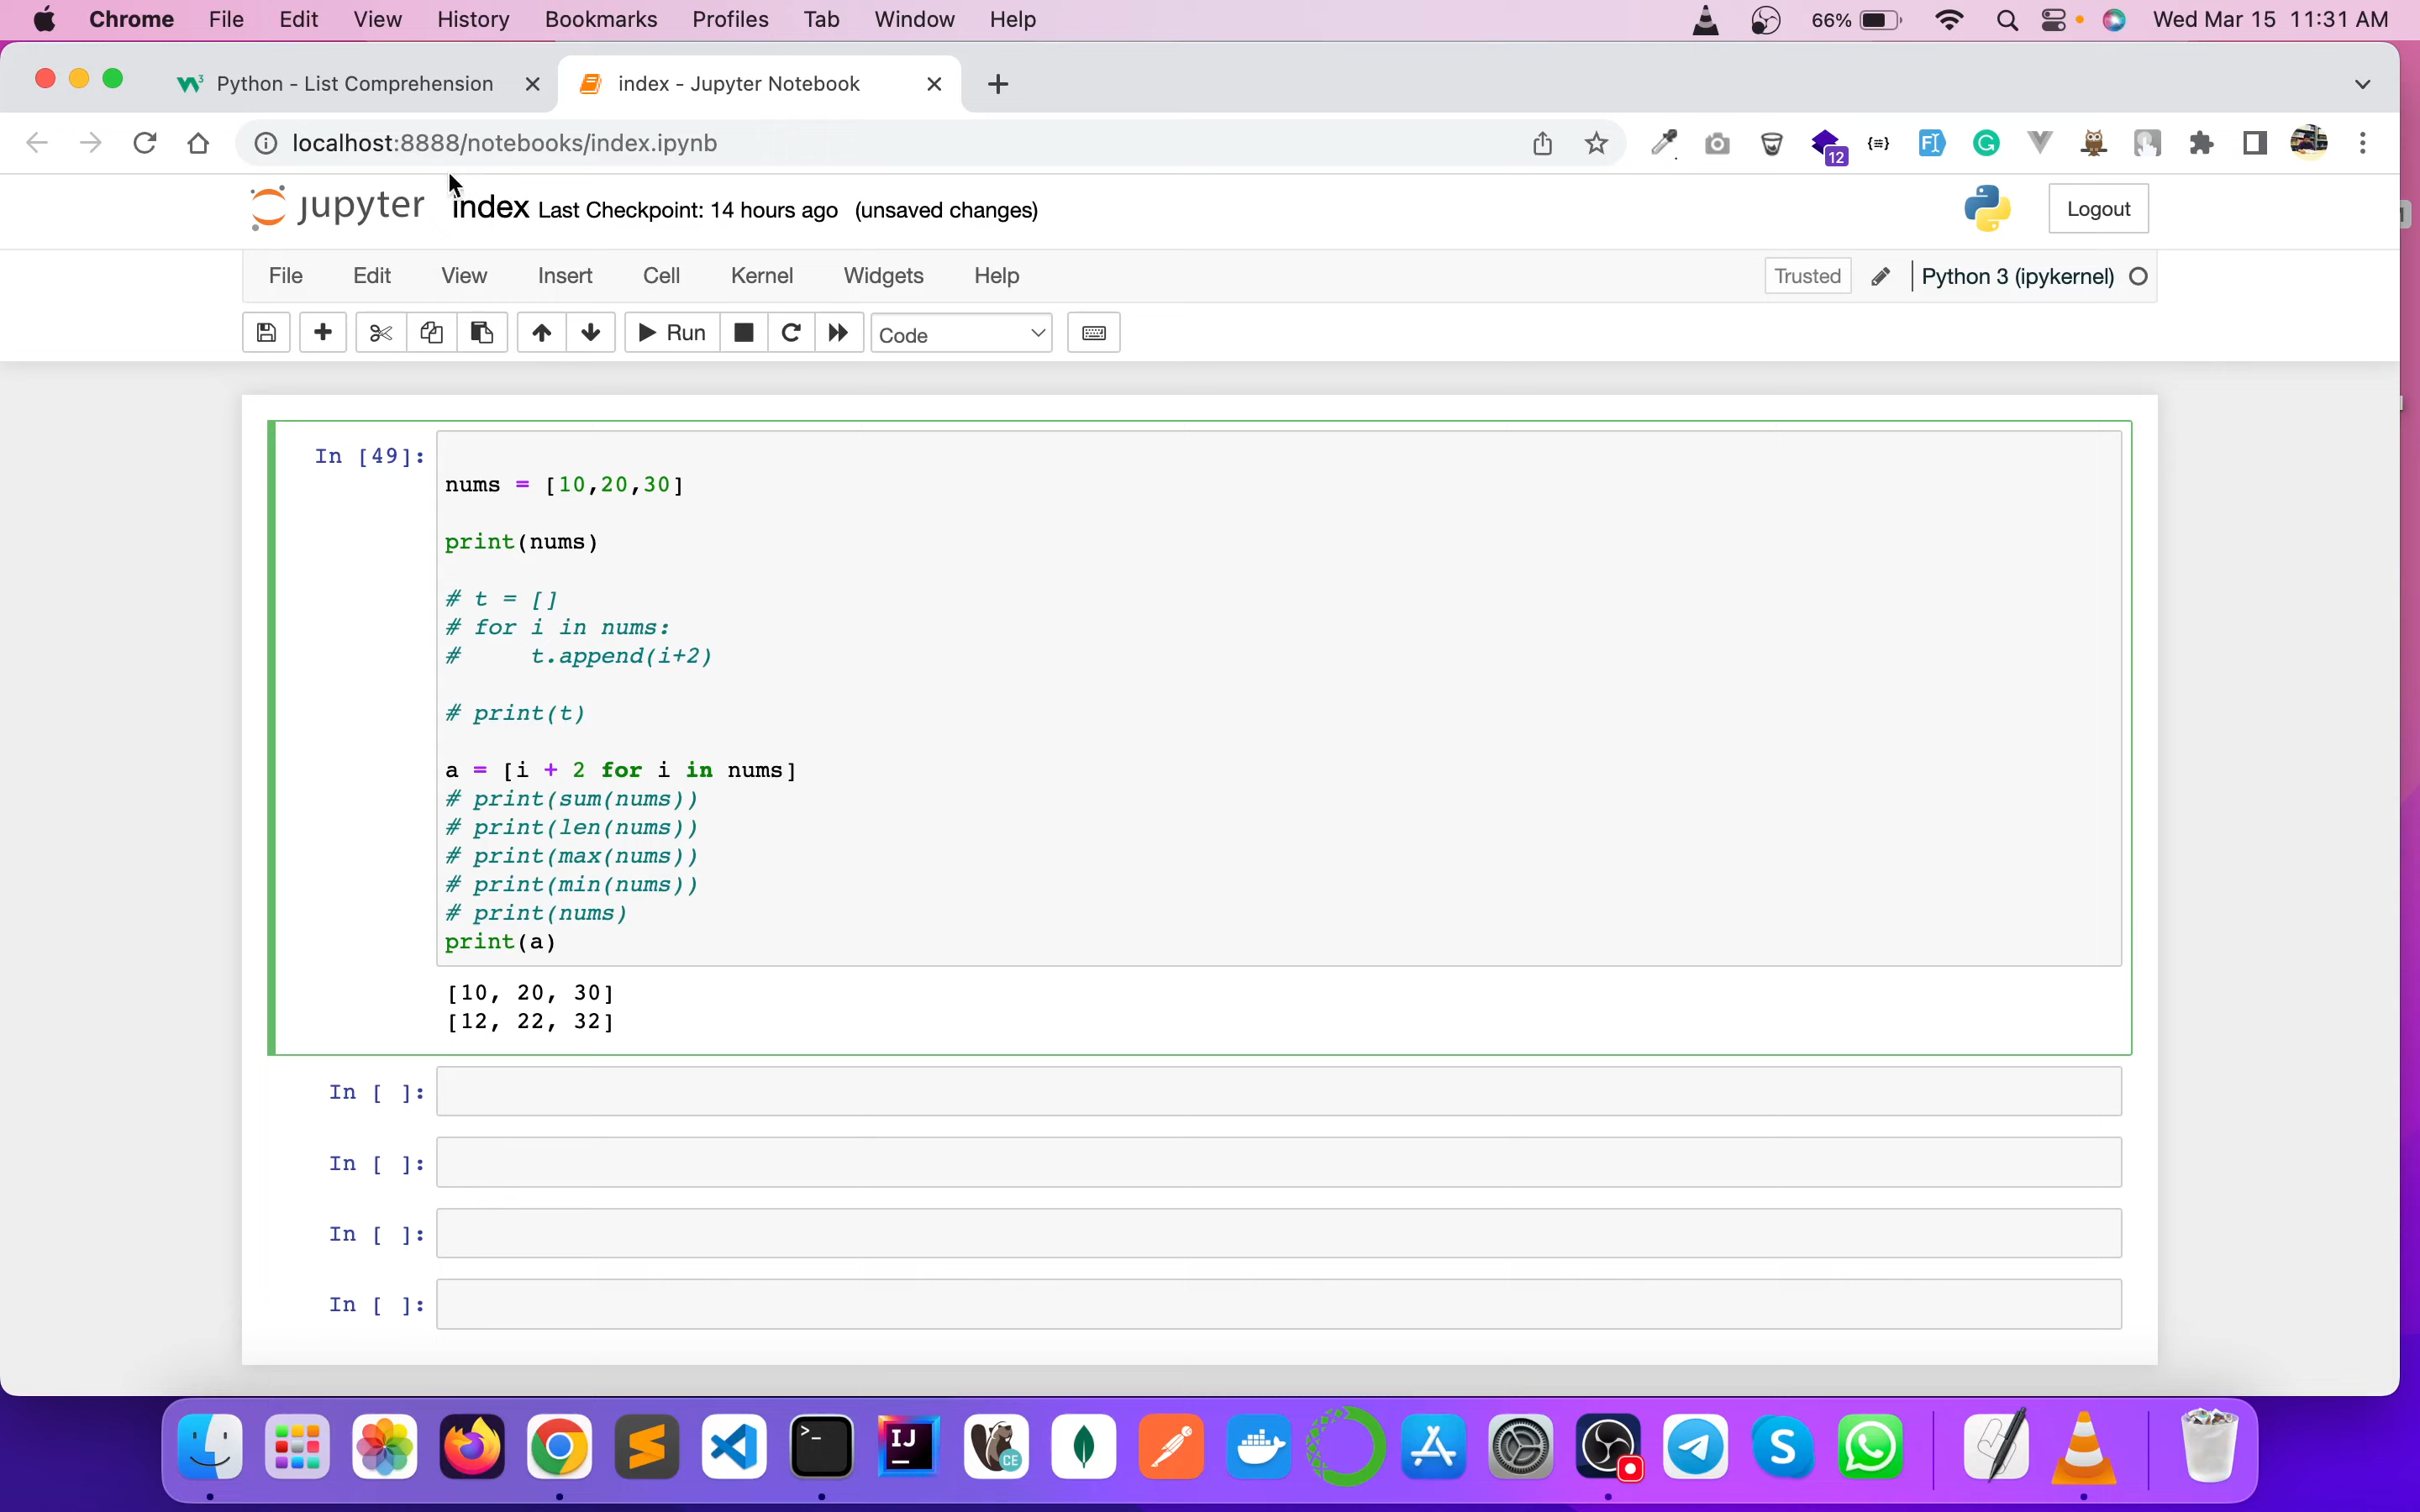 Chrome File Edit View History Bookmarks Profiles Tab Window Help 66% Wed Mar 15 11:31 AM
Python - List Comprehension index - Jupyter Notebook
localhost:8888/notebooks/index.ipynb 12
jupyter index Last Checkpoint: 14 hours ago (unsaved changes) Logout
File Edit View Insert Cell Kernel Widgets Help Trusted Python 3 (ipykernel)
Run Code
In [49]:
nums = [10,20,30]
print(nums)
# t = []
# for i in nums:
#     t.append(i+2)
# print(t)
a = [i + 2 for i in nums]
# print(sum(nums))
# print(len(nums))
# print(max(nums))
# print(min(nums))
# print(nums)
print(a)
[10, 20, 30]
[12, 22, 32]
In [ ]:
In [ ]:
In [ ]:
In [ ]:
IJ CE S